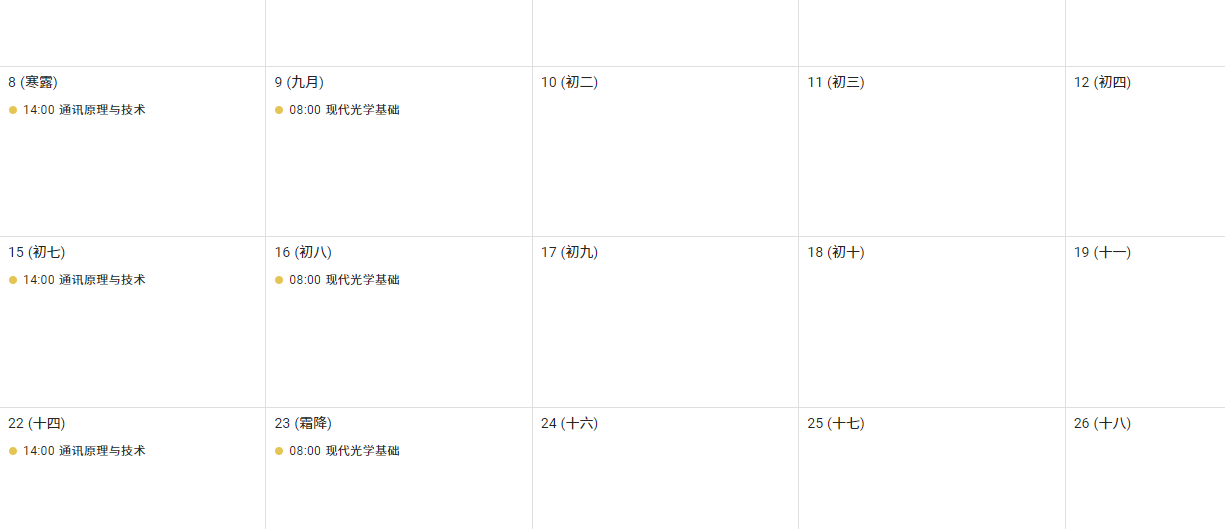 8 (寒露)
9 (九月)
10 (初二)
11 (初三)
12 (初四)
14:00 通讯原理与技术
08:00 现代光学基础
15 (初七)
16 (初八)
17 (初九)
18 (初十)
19 (十一)
14:00 通讯原理与技术
08:00 现代光学基础
22 (十四)
23 (霜降)
24 (十六)
25 (十七)
26 (十八)
14:00 通讯原理与技术
08:00 现代光学基础